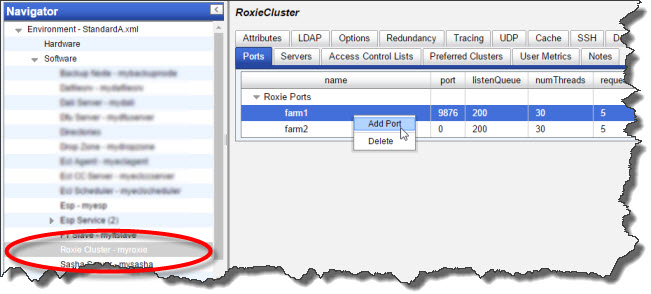 Navigator
Environment - StandardA.xml
Hardware
Software
Backup Node - mybackupnode
Dafilesrv - mydafilesrv
Dali Server - mydali
Dfu Server - mydfuserver
Directories
Drop Zone - mydropzone
Ecl Agent - myeclagent
Ecl CC Server - myeclccserver
Ecl Scheduler - myeclscheduler
Esp - myesp
Esp Service (2)
FT Slave - myftslave
Roxie Cluster - myroxie
Sasha Server - mysasha
RoxieCluster
Attributes LDAP Options Redundancy Tracing UDP Cache SSH
Ports Servers Access Control Lists Preferred Clusters User Metrics Notes
name port listenQueue numThreads reque
Roxie Ports
farm1 9876 200 30 5
farm2 0 200 30 5
Add Port
Delete